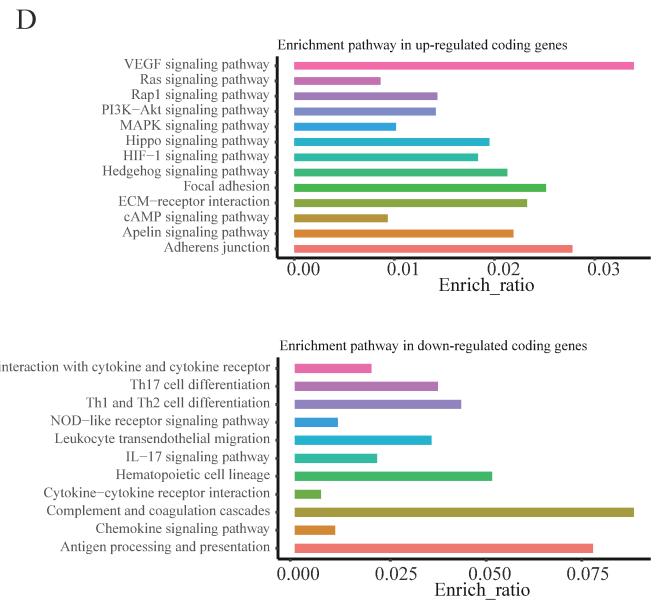 D
Enrichment pathway in up-regulated coding genes
VEGF signaling pathway
Ras signaling pathway
Rap1 signaling pathway
PI3K−Akt signaling pathway
MAPK signaling pathway
Hippo signaling pathway
HIF−1 signaling pathway
Hedgehog signaling pathway
Focal adhesion
ECM−receptor interaction
cAMP signaling pathway
Apelin signaling pathway
Adherens junction
0.00 0.01 0.02 0.03
Enrich_ratio
Enrichment pathway in down-regulated coding genes
interaction with cytokine and cytokine receptor
Th17 cell differentiation
Th1 and Th2 cell differentiation
NOD−like receptor signaling pathway
Leukocyte transendothelial migration
IL−17 signaling pathway
Hematopoietic cell lineage
Cytokine−cytokine receptor interaction
Complement and coagulation cascades
Chemokine signaling pathway
Antigen processing and presentation
0.000 0.025 0.050 0.075
Enrich_ratio